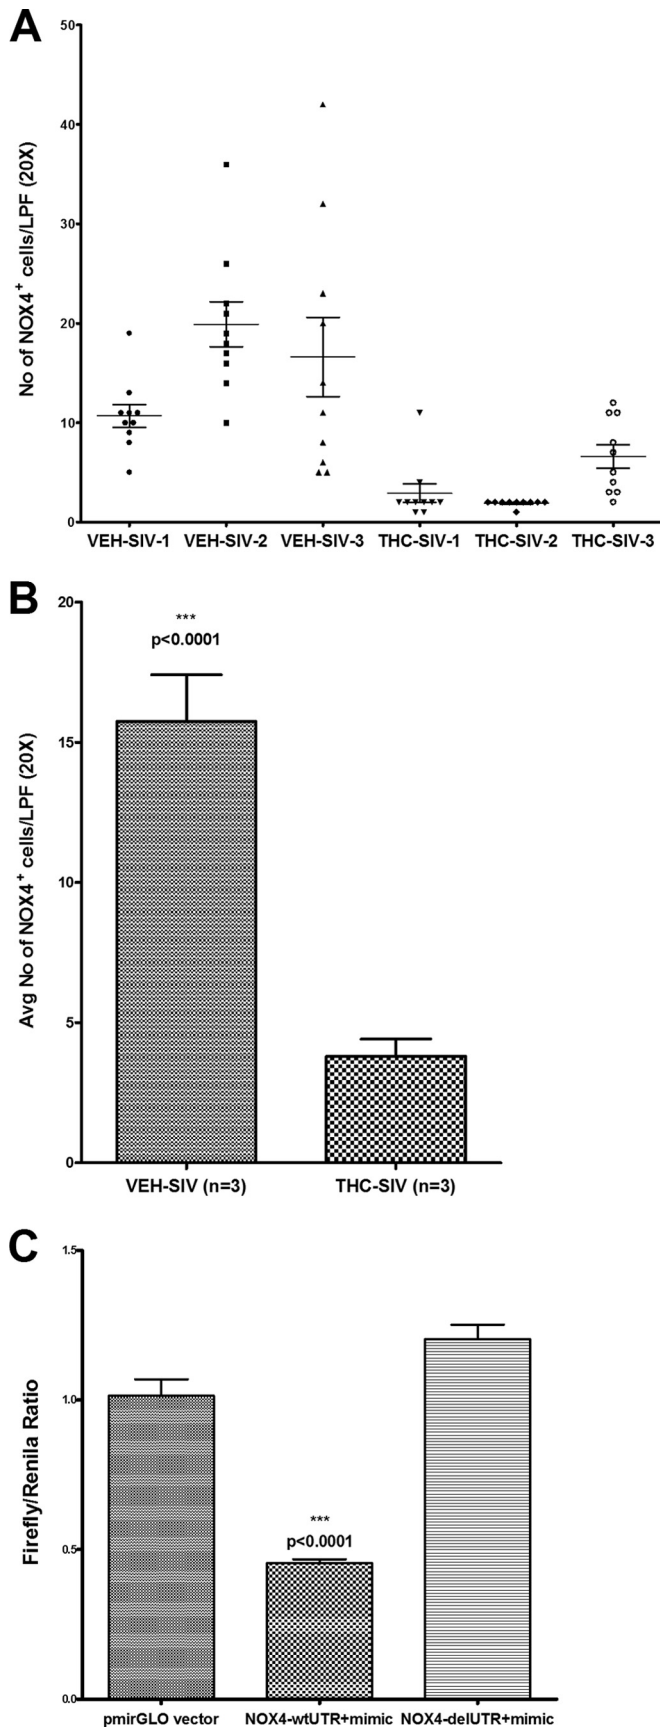 A
No of NOX4+ cells/LPF (20X)
50
40
30
20
10
0
VEH-SIV-1 VEH-SIV-2 VEH-SIV-3 THC-SIV-1 THC-SIV-2 THC-SIV-3
B
Avg No of NOX4+ cells/LPF (20X)
20
15
10
5
0
***
p<0.0001
VEH-SIV (n=3) THC-SIV (n=3)
C
Firefly/Renila Ratio
1.5
1.0
0.5
0.0
***
p<0.0001
pmirGLO vector NOX4-wtUTR+mimic NOX4-delUTR+mimic